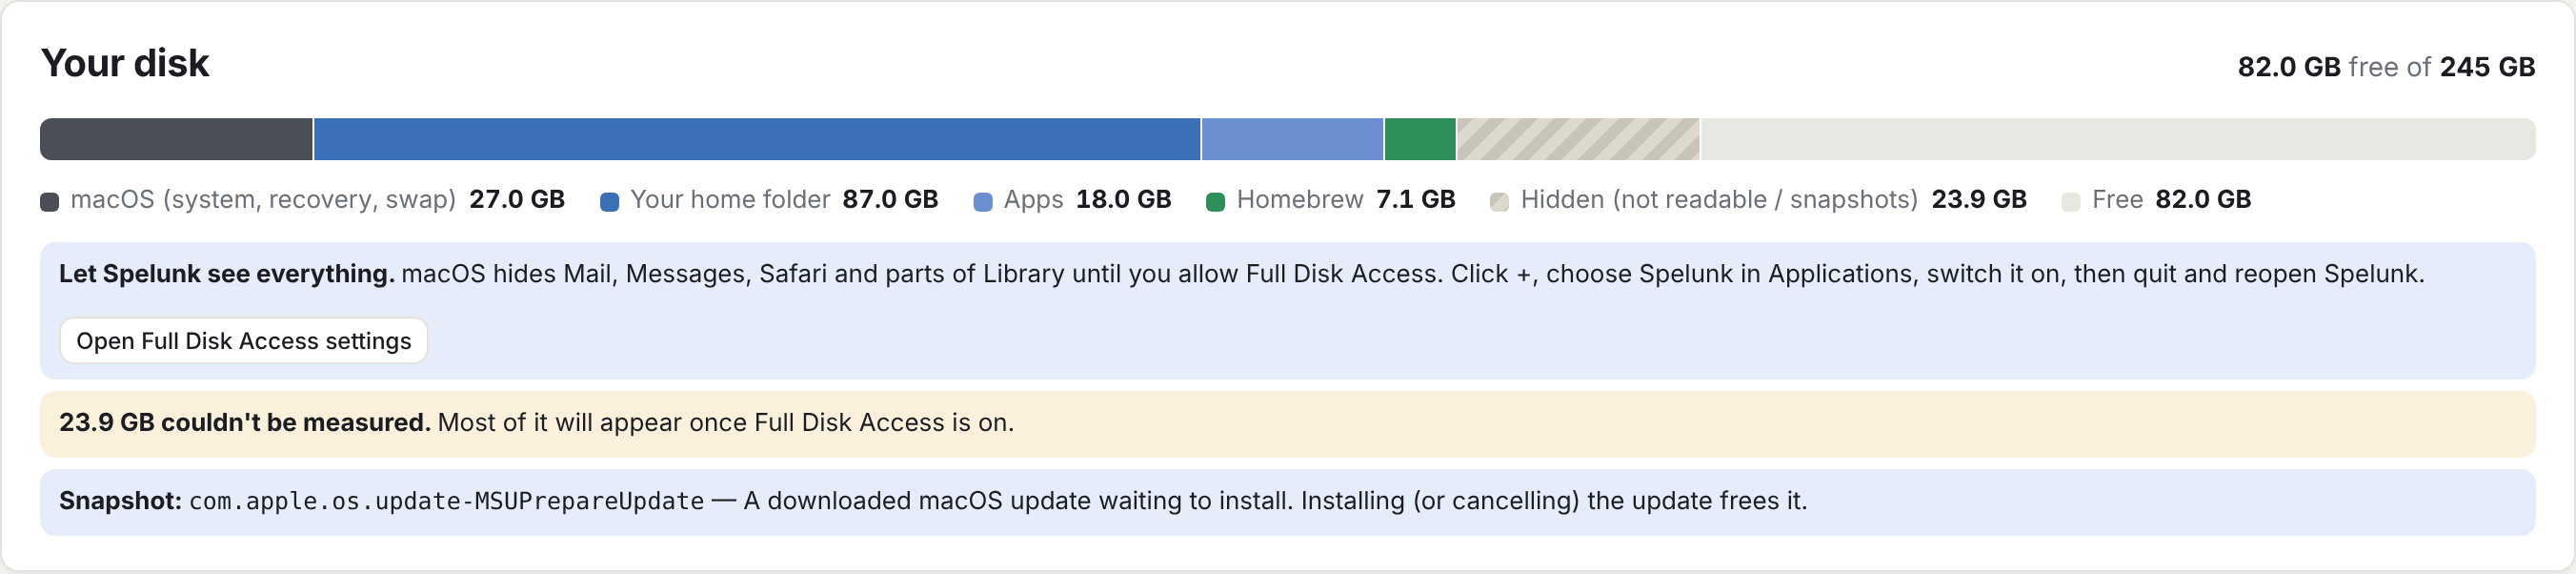 Your disk
82.0 GB free of 245 GB
macOS (system, recovery, swap) 27.0 GB Your home folder 87.0 GB Apps 18.0 GB Homebrew 7.1 GB Hidden (not readable / snapshots) 23.9 GB Free 82.0 GB
Let Spelunk see everything. macOS hides Mail, Messages, Safari and parts of Library until you allow Full Disk Access. Click +, choose Spelunk in Applications, switch it on, then quit and reopen Spelunk.
Open Full Disk Access settings
23.9 GB couldn't be measured. Most of it will appear once Full Disk Access is on.
Snapshot: com.apple.os.update-MSUPrepareUpdate — A downloaded macOS update waiting to install. Installing (or cancelling) the update frees it.